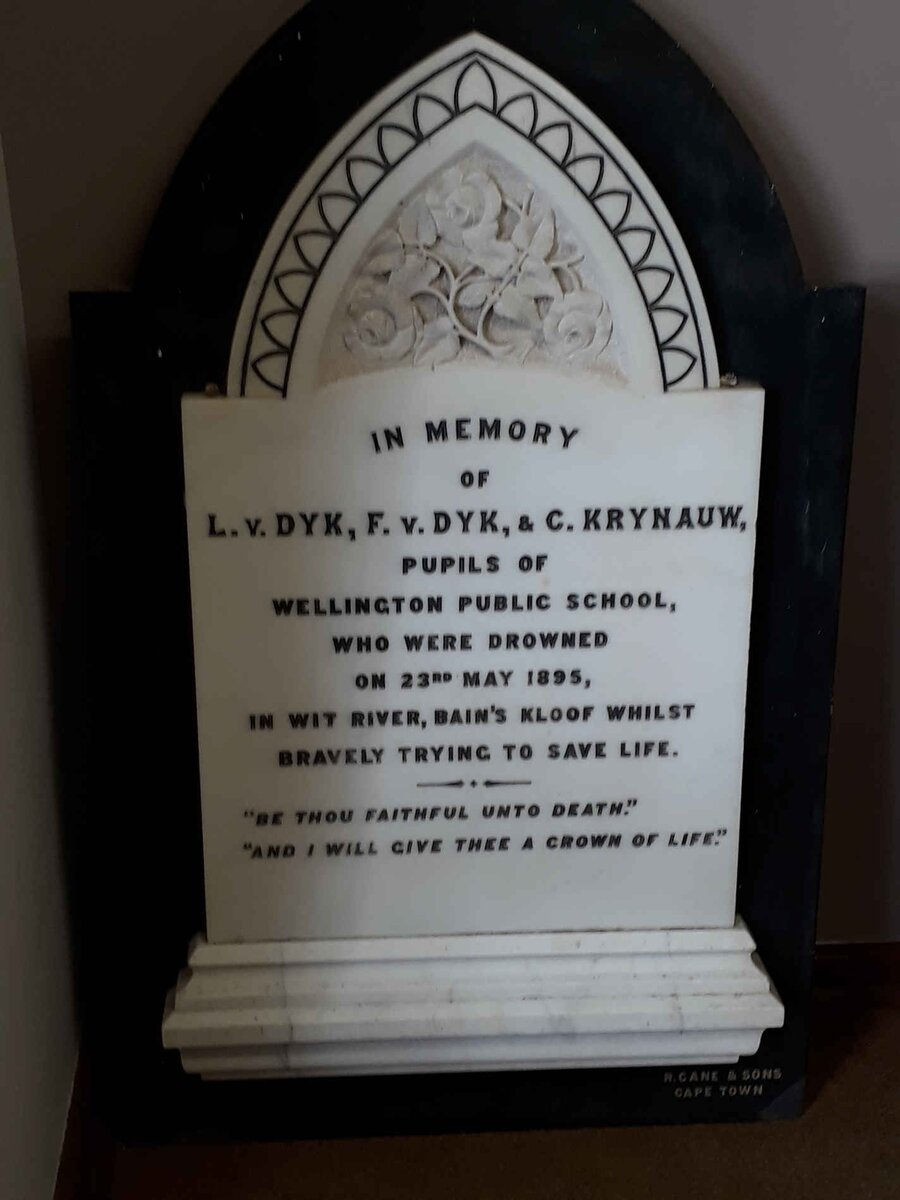 IN MEMORY
OF
L. v. DYK, F. v. DYK, & C. KRYNAUW,
PUPILS OF
WELLINGTON PUBLIC SCHOOL,
WHO WERE DROWNED
ON 23RD MAY 1895,
IN WIT RIVER, BAIN'S KLOOF WHILST
BRAVELY TRYING TO SAVE LIFE.
"BE THOU FAITHFUL UNTO DEATH."
"AND I WILL GIVE THEE A CROWN OF LIFE."
R. CANE & SONS
CAPE TOWN